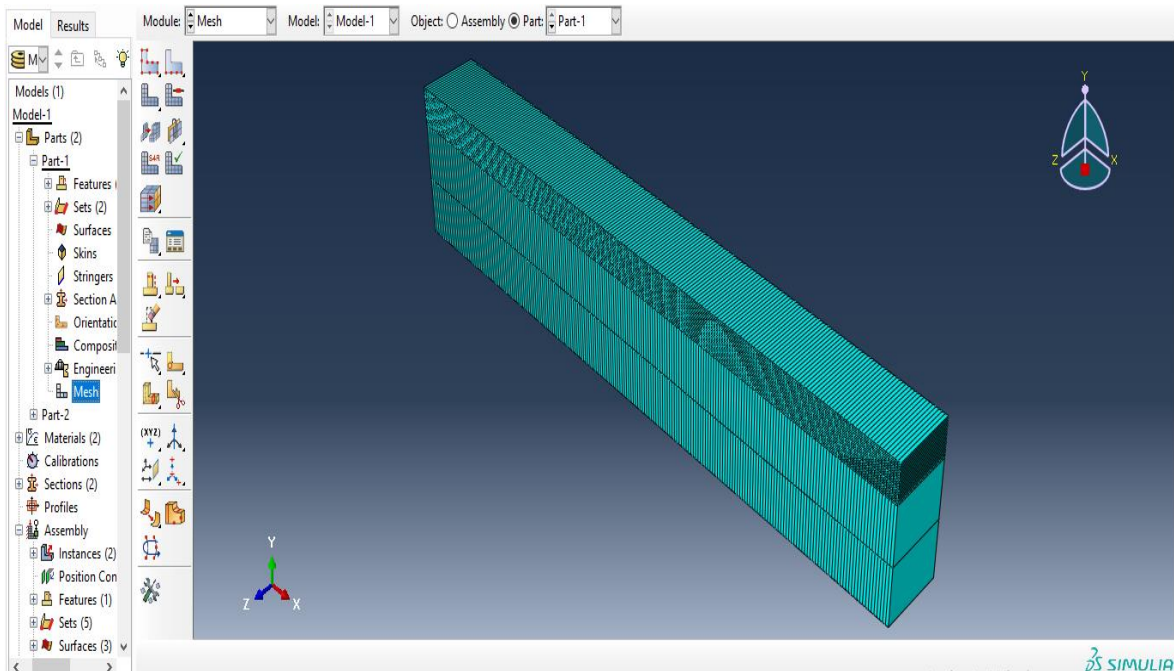 Model Results Module: Mesh Model: Model-1 Object: Assembly Part: Part-1
M
Models (1)
Model-1
Parts (2)
Part-1
Features (
Sets (2)
Surfaces
Skins
Stringers
Section A
Orientatio
Composit
Engineeri
Mesh
Part-2
Materials (2)
Calibrations
Sections (2)
Profiles
Assembly
Instances (2)
Position Con
Features (1)
Sets (5)
Surfaces (3)
S4R
(XYZ)
Y
Z X
Y
Z X
SIMULIA